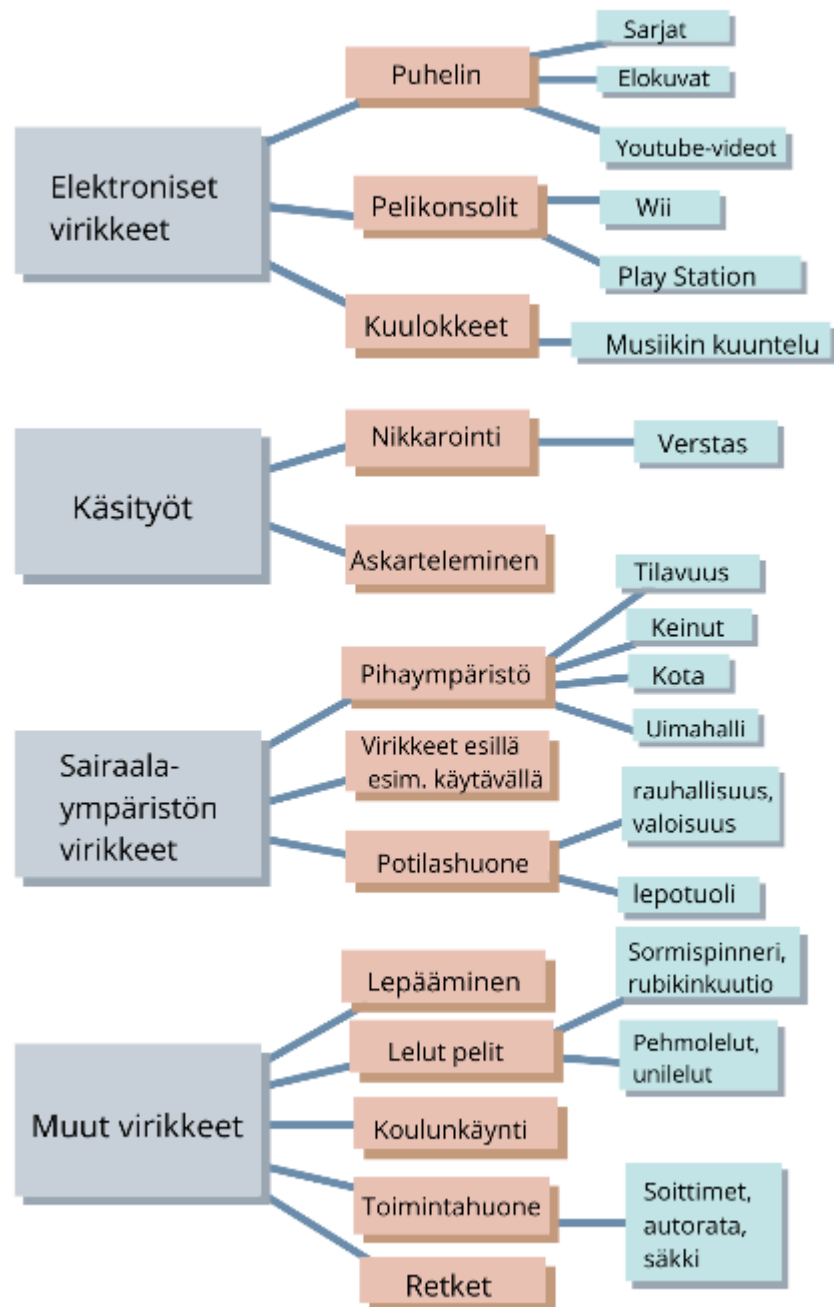 Elektroniset
virikkeet
Puhelin
Sarjat
Elokuvat
Youtube-videot
Pelikonsolit
Wii
Play Station
Kuulokkeet
Musiikin kuuntelu
Käsityöt
Nikkarointi
Verstas
Askarteleminen
Sairaala-
ympäristön
virikkeet
Pihaympäristö
Tilavuus
Keinut
Kota
Uimahalli
Virikkeet esillä
esim. käytävällä
Potilashuone
rauhallisuus,
valoisuus
lepotuoli
Muut virikkeet
Lepääminen
Lelut pelit
Sormispinneri,
rubikinkuutio
Pehmolelut,
unilelut
Koulunkäynti
Toimintahuone
Soittimet,
autorata,
säkki
Retket